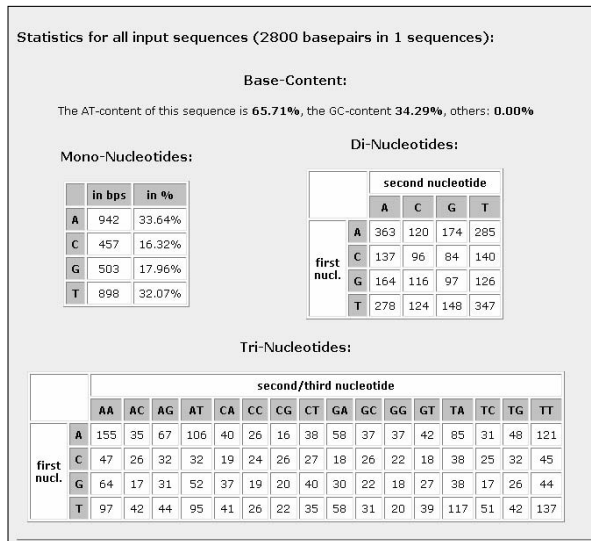 Statistics for all input sequences (2800 basepairs in 1 sequences):
Base-Content:
The AT-content of this sequence is 65.71%, the GC-content 34.29%, others: 0.00%
Mono-Nucleotides:
in bps in %
A 942 33.64%
C 457 16.32%
G 503 17.96%
T 898 32.07%
Di-Nucleotides:
second nucleotide
A C G T
first nucl.
A 363 120 174 285
C 137 96 84 140
G 164 116 97 126
T 278 124 148 347
Tri-Nucleotides:
second/third nucleotide
AA AC AG AT CA CC CG CT GA GC GG GT TA TC TG TT
first nucl.
A 155 35 67 106 40 26 16 38 58 37 37 42 85 31 48 121
C 47 26 32 32 19 24 26 27 18 26 22 18 38 25 32 45
G 64 17 31 52 37 19 20 40 30 22 18 27 38 17 26 44
T 97 42 44 95 41 26 22 35 58 31 20 39 117 51 42 137